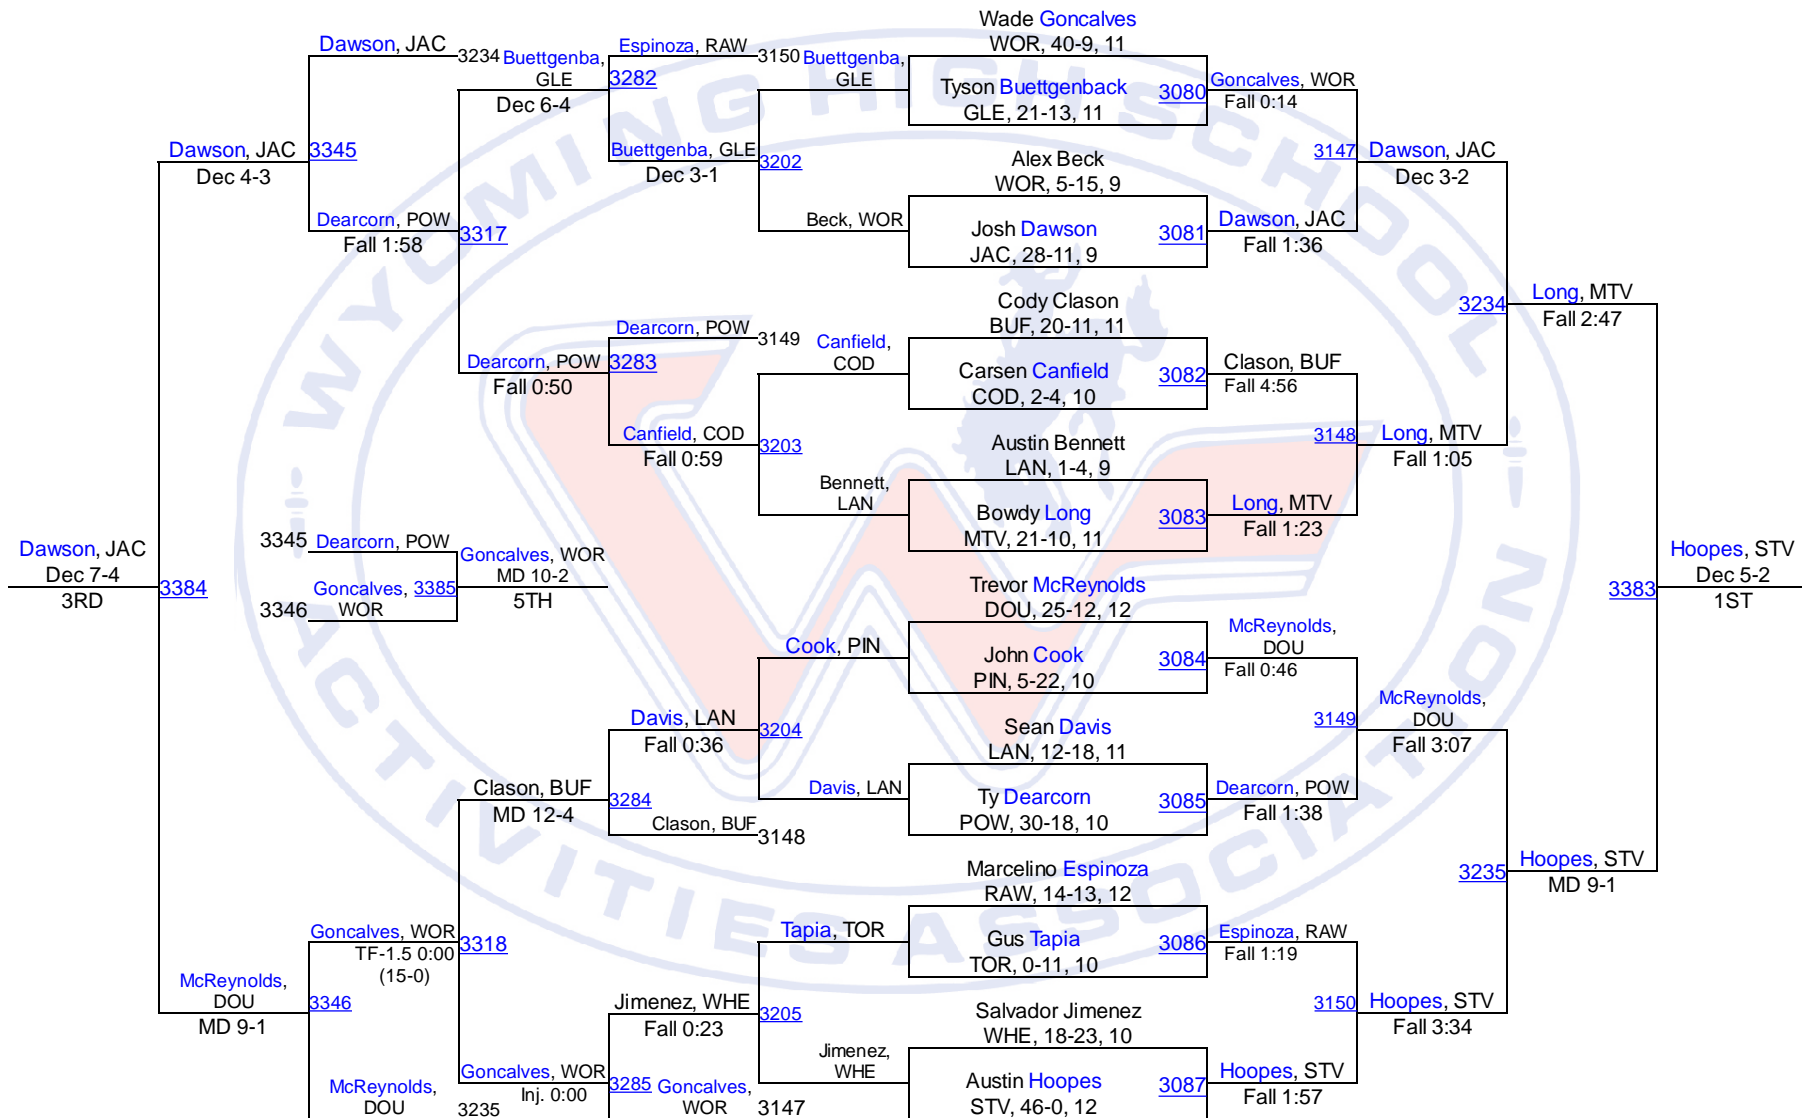 Wade Goncalves
WOR, 40-9, 11
Dawson, JAC
3234
Buettgenba,
GLE
Dec 6-4
Espinoza, RAW
3150
3282
Buettgenba,
GLE
Tyson Buettgenback
GLE, 21-13, 11
3080
Goncalves, WOR
Fall 0:14
Dawson, JAC
Dec 4-3
3345
Buettgenba, GLE
Dec 3-1
3202
Alex Beck
WOR, 5-15, 9
3147
Dawson, JAC
Dec 3-2
Dearcorn, POW
Fall 1:58
3317
Beck, WOR
Josh Dawson
JAC, 28-11, 9
3081
Dawson, JAC
Fall 1:36
Cody Clason
BUF, 20-11, 11
3234
Long, MTV
Fall 2:47
Dearcorn, POW
3149
Dearcorn, POW
Fall 0:50
3283
Canfield,
COD
Carsen Canfield
COD, 2-4, 10
3082
Clason, BUF
Fall 4:56
Canfield, COD
Fall 0:59
3203
Austin Bennett
LAN, 1-4, 9
3148
Long, MTV
Fall 1:05
Bennett,
LAN
Bowdy Long
MTV, 21-10, 11
3083
Long, MTV
Fall 1:23
Dawson, JAC
Dec 7-4
3RD
3384
3345
Dearcorn, POW
Goncalves, WOR
MD 10-2
5TH
Goncalves,
WOR
3385
3346
3383
Hoopes, STV
Dec 5-2
1ST
Trevor McReynolds
DOU, 25-12, 12
Cook, PIN
John Cook
PIN, 5-22, 10
3084
McReynolds,
DOU
Fall 0:46
Davis, LAN
Fall 0:36
3204
Sean Davis
LAN, 12-18, 11
3149
McReynolds,
DOU
Fall 3:07
Clason, BUF
MD 12-4
3284
Davis, LAN
Ty Dearcorn
POW, 30-18, 10
3085
Dearcorn, POW
Fall 1:38
Clason, BUF
3148
Marcelino Espinoza
RAW, 14-13, 12
3235
Hoopes, STV
MD 9-1
Goncalves, WOR
TF-1.5 0:00
(15-0)
3318
Tapia, TOR
Gus Tapia
TOR, 0-11, 10
3086
Espinoza, RAW
Fall 1:19
McReynolds,
DOU
MD 9-1
3346
Jimenez, WHE
Fall 0:23
3205
Salvador Jimenez
WHE, 18-23, 10
3150
Hoopes, STV
Fall 3:34
Jimenez,
WHE
Austin Hoopes
STV, 46-0, 12
3087
Hoopes, STV
Fall 1:57
McReynolds,
DOU
3235
Goncalves, WOR
Inj. 0:00
3285
Goncalves,
WOR
3147
WYOMING HIGH SCHOOL
ACTIVITIES ASSOCIATION